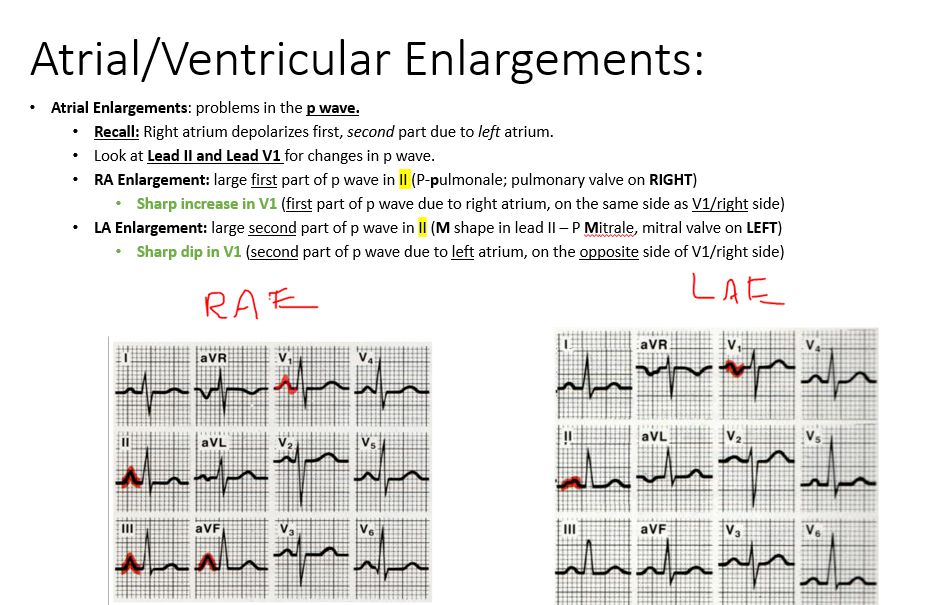 Atrial/Ventricular Enlargements:
• Atrial Enlargements: problems in the p wave.
• Recall: Right atrium depolarizes first, second part due to left atrium.
• Look at Lead II and Lead V1 for changes in p wave.
• RA Enlargement: large first part of p wave in II (P-pulmonale; pulmonary valve on RIGHT)
• Sharp increase in V1 (first part of p wave due to right atrium, on the same side as V1/right side)
• LA Enlargement: large second part of p wave in II (M shape in lead II – P Mitrale, mitral valve on LEFT)
• Sharp dip in V1 (second part of p wave due to left atrium, on the opposite side of V1/right side)
RAE
LAE
I aVR V1 V4
II aVL V2 V5
III aVF V3 V6
I aVR V1 V4
II aVL V2 V5
III aVF V3 V6